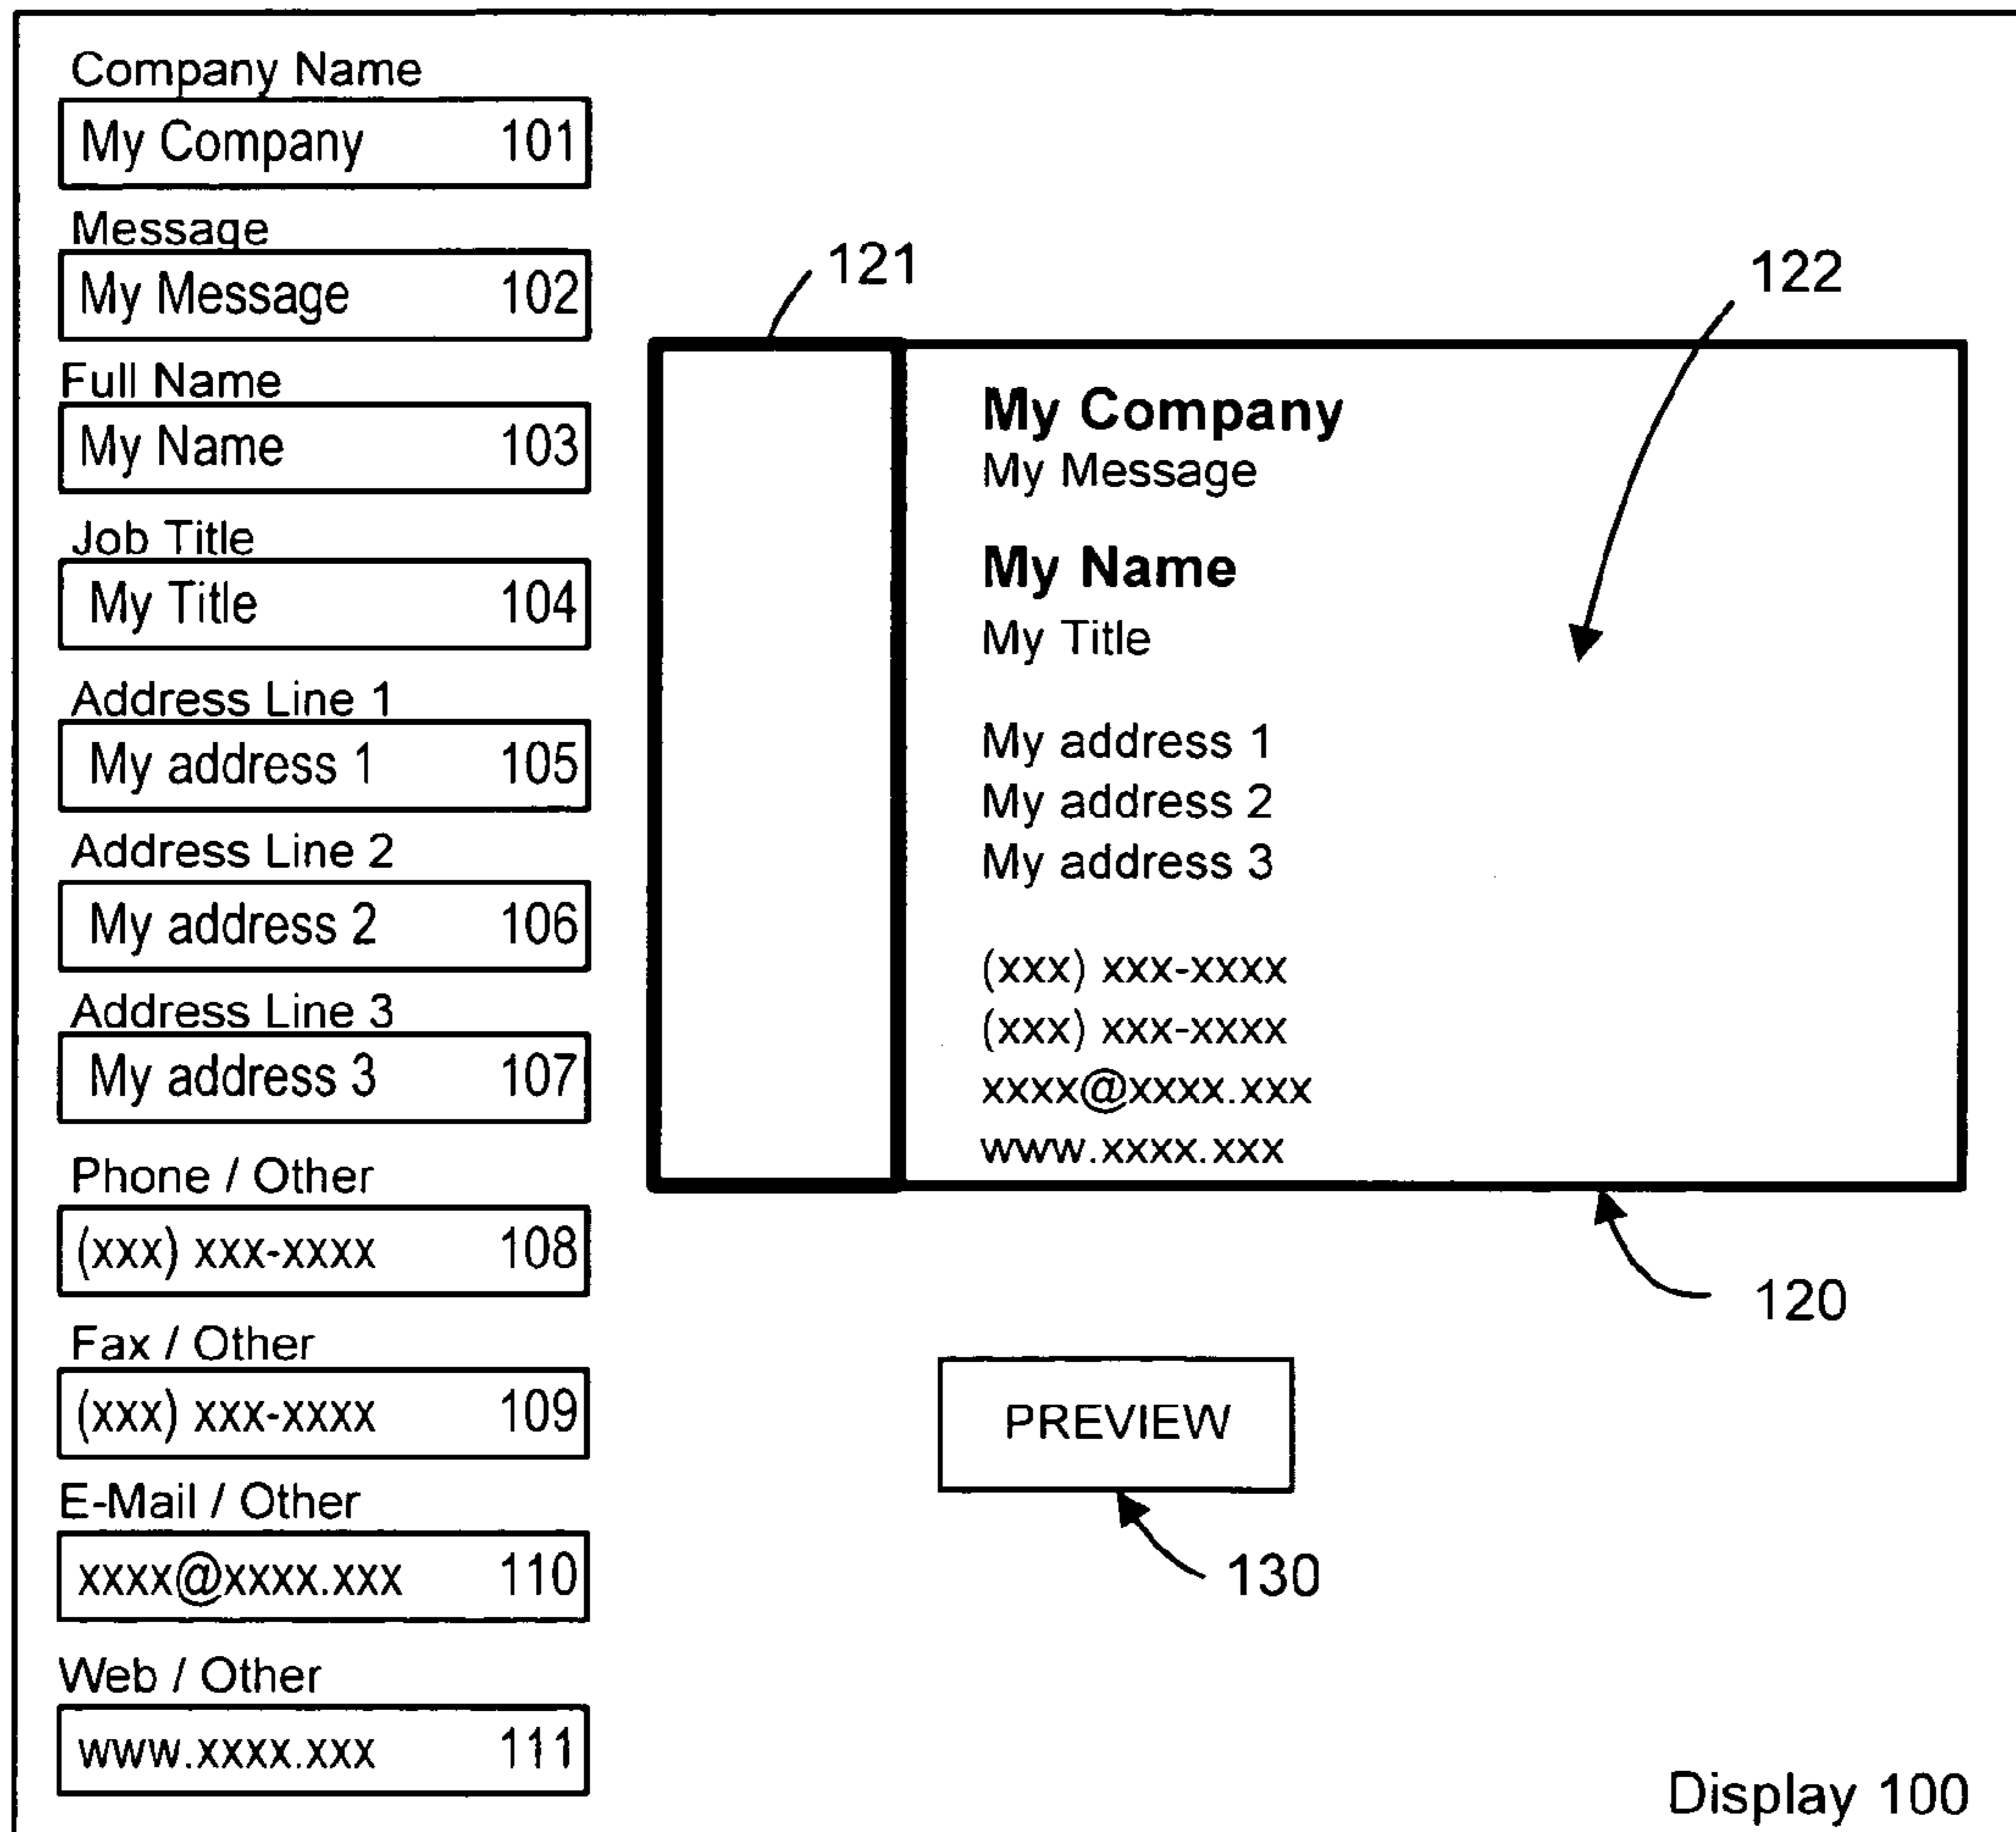 Company Name
My Company 101
Message
My Message 102
Full Name
My Name 103
Job Title
My Title 104
Address Line 1
My address 1 105
Address Line 2
My address 2 106
Address Line 3
My address 3 107
Phone / Other
(xxx) xxx-xxxx 108
Fax / Other
(xxx) xxx-xxxx 109
E-Mail / Other
xxxx@xxxx.xxx 110
Web / Other
www.xxxx.xxx 111
121
122
My Company
My Message
My Name
My Title
My address 1
My address 2
My address 3
(xxx) xxx-xxxx
(xxx) xxx-xxxx
xxxx@xxxx.xxx
www.xxxx.xxx
120
PREVIEW
130
Display 100